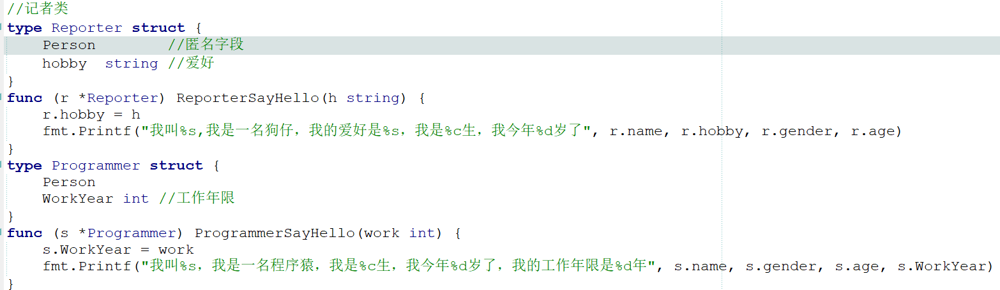 //记者类
type Reporter struct {
    Person        //匿名字段
    hobby  string //爱好
}
func (r *Reporter) ReporterSayHello(h string) {
    r.hobby = h
    fmt.Printf("我叫%s,我是一名狗仔，我的爱好是%s，我是%c生，我今年%d岁了", r.name, r.hobby, r.gender, r.age)
}
type Programmer struct {
    Person
    WorkYear int //工作年限
}
func (s *Programmer) ProgrammerSayHello(work int) {
    s.WorkYear = work
    fmt.Printf("我叫%s，我是一名程序猿，我是%c生，我今年%d岁了，我的工作年限是%d年", s.name, s.gender, s.age, s.WorkYear)
}